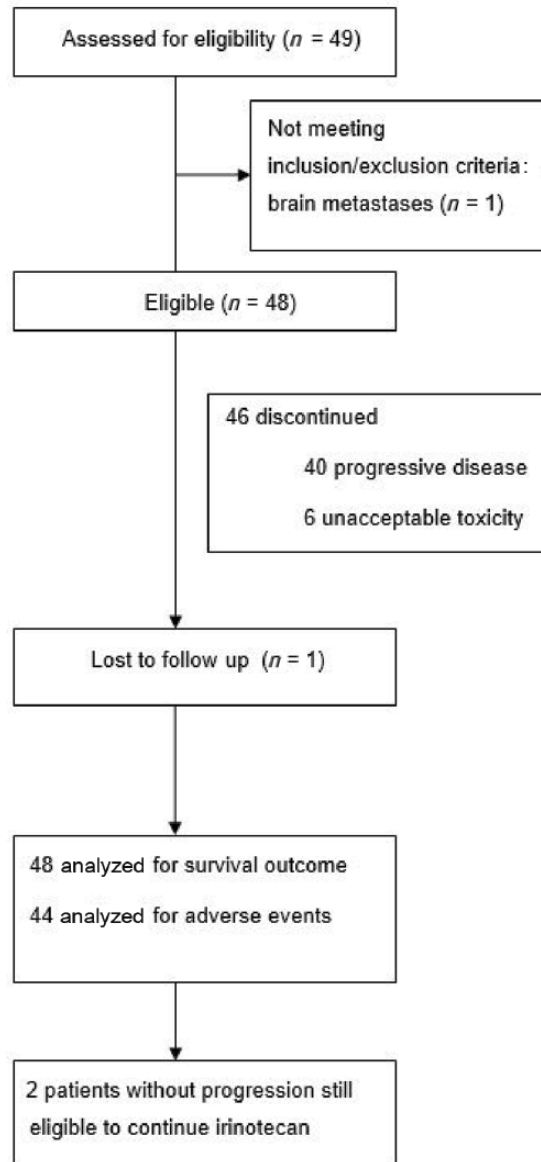 Assessed for eligibility (n = 49)
Not meeting
inclusion/exclusion criteria:
brain metastases (n = 1)
Eligible (n = 48)
46 discontinued
40 progressive disease
6 unacceptable toxicity
Lost to follow up (n = 1)
48 analyzed for survival outcome
44 analyzed for adverse events
2 patients without progression still
eligible to continue irinotecan